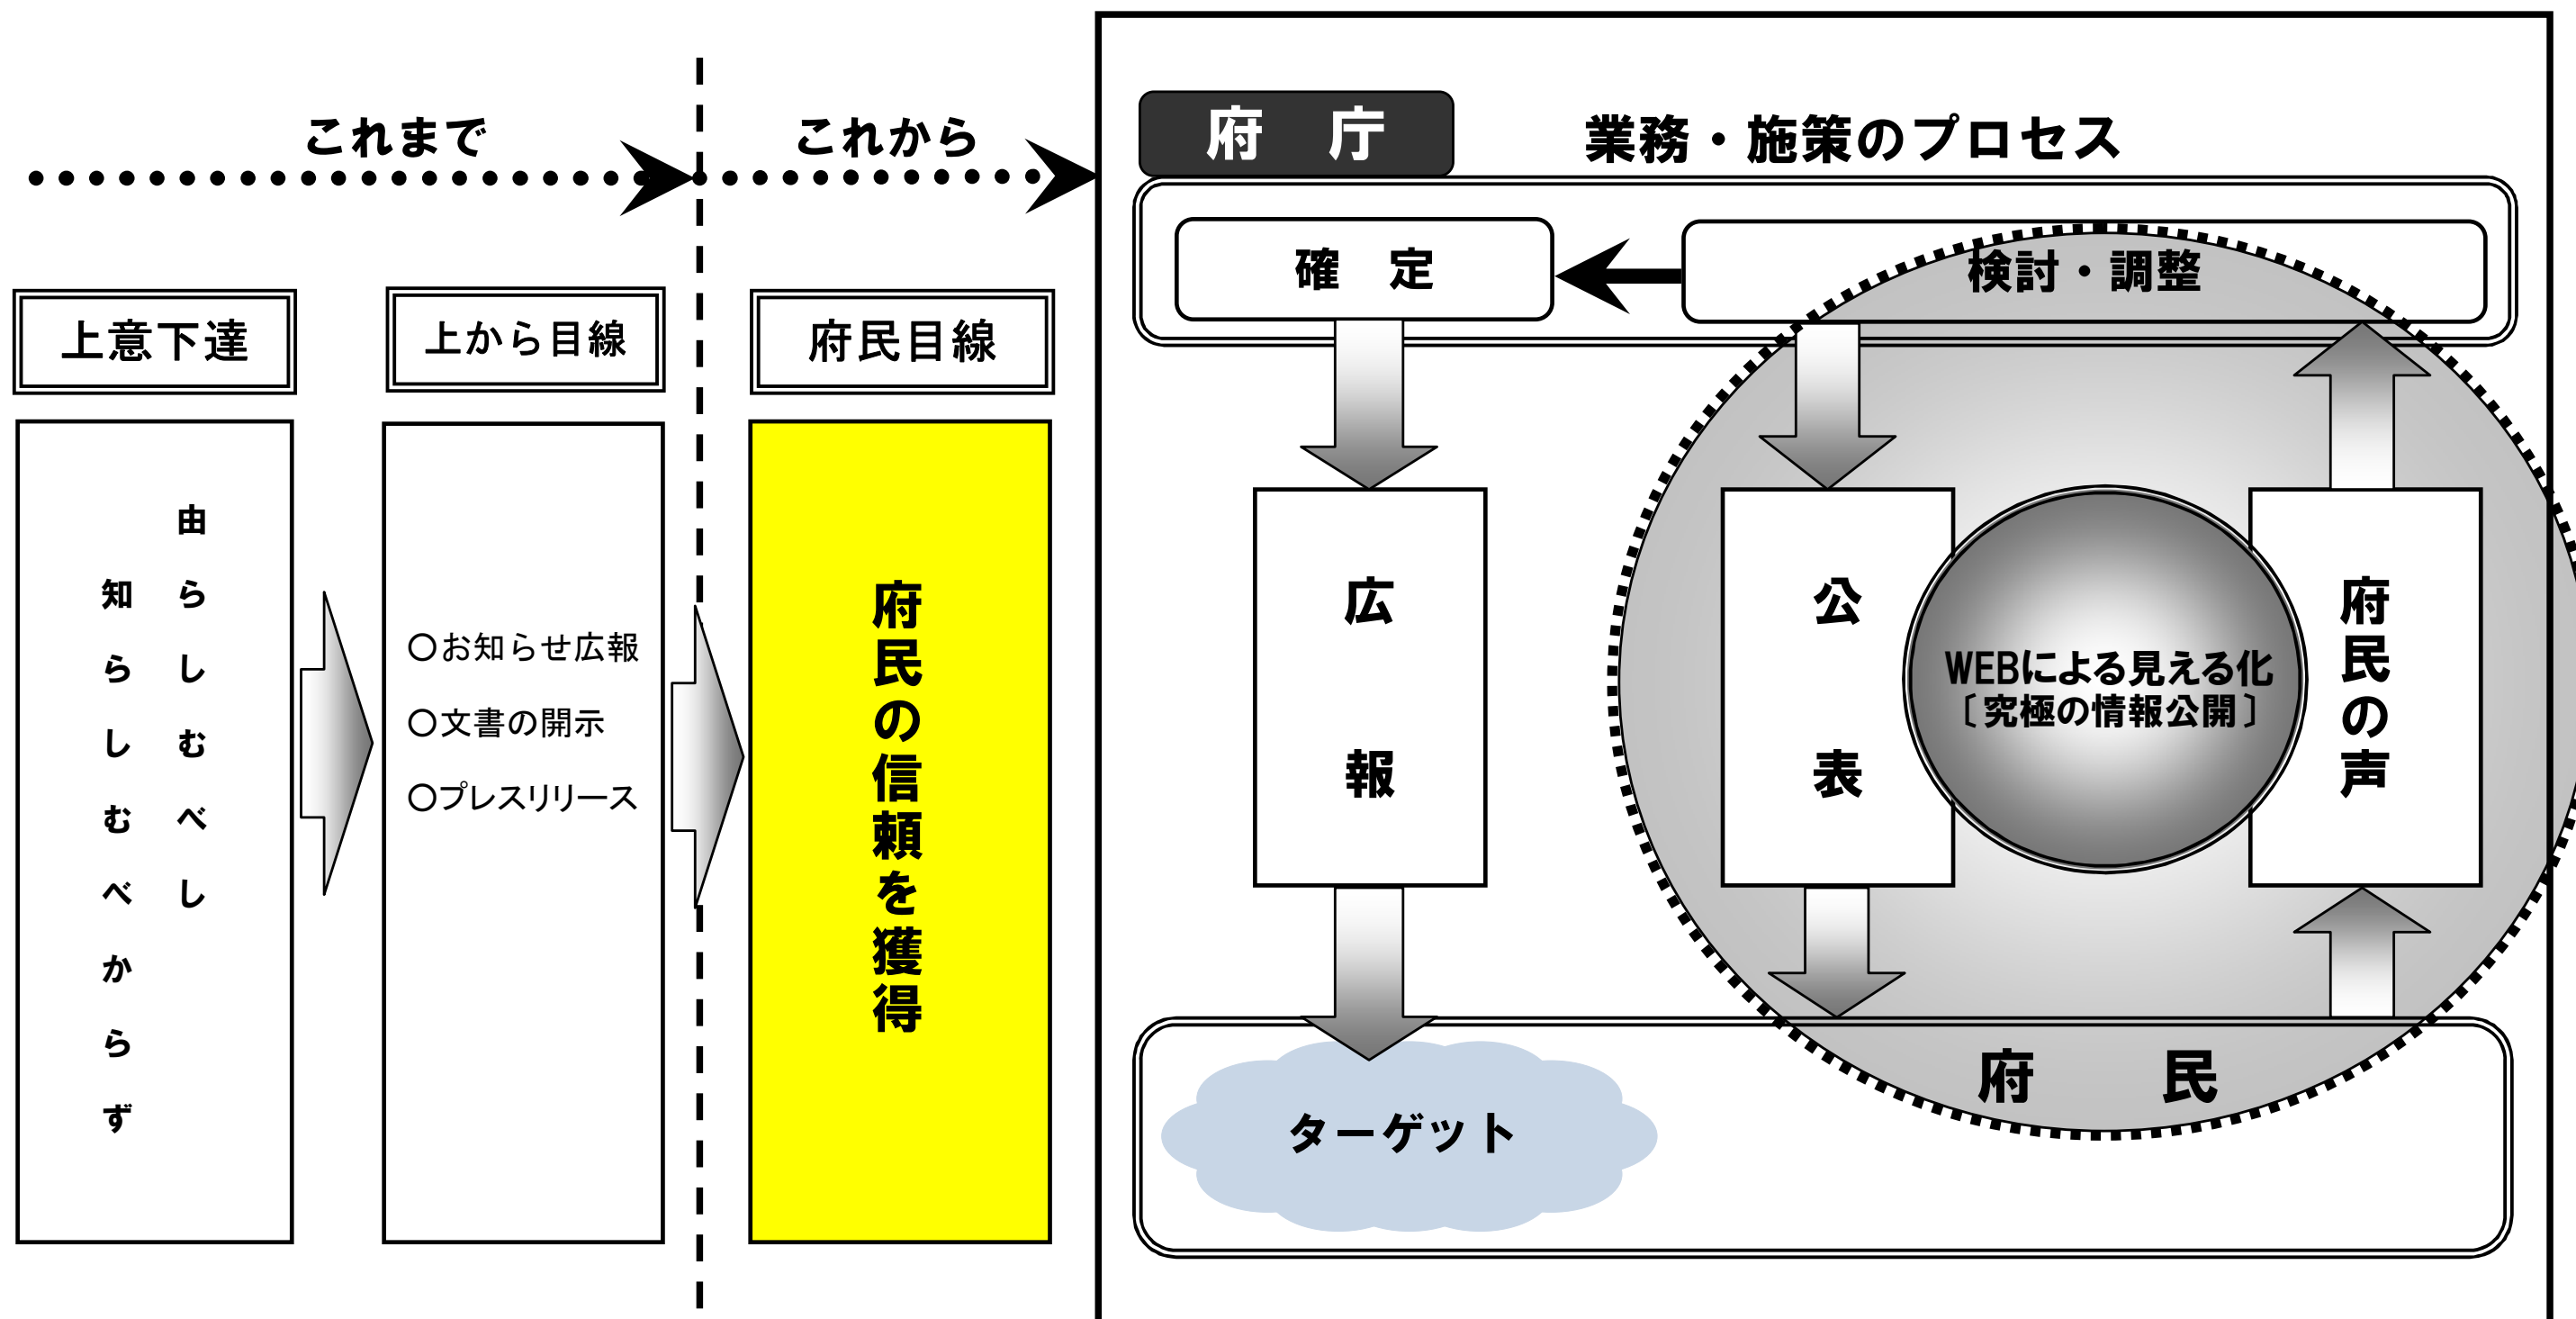 これまで
これから
上意下達
上から目線
府民目線
由らしむべし
知らしむべからず
○お知らせ広報
○文書の開示
○プレスリリース
府民の信頼を獲得
府 庁
業務・施策のプロセス
確 定
検討・調整
広報
公表
WEBによる見える化
〔究極の情報公開〕
府民の声
府 民
ターゲット